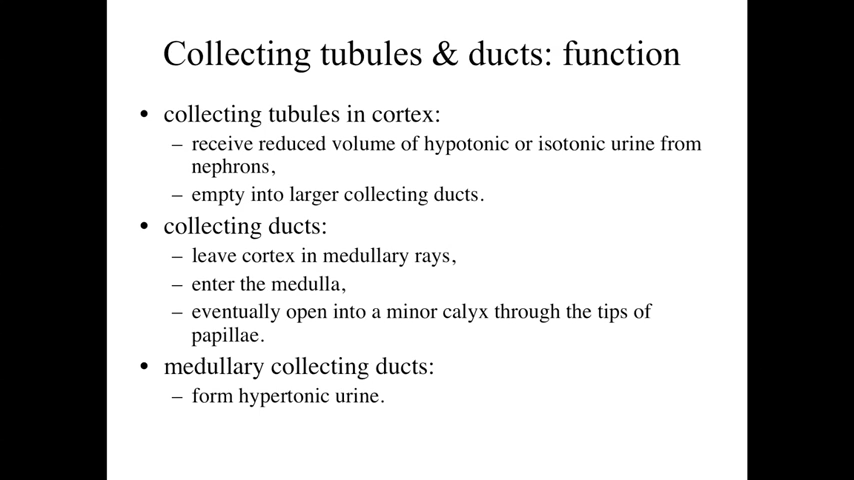 Collecting tubules & ducts: function
• collecting tubules in cortex:
– receive reduced volume of hypotonic or isotonic urine from
nephrons,
– empty into larger collecting ducts.
• collecting ducts:
– leave cortex in medullary rays,
– enter the medulla,
– eventually open into a minor calyx through the tips of
papillae.
• medullary collecting ducts:
– form hypertonic urine.